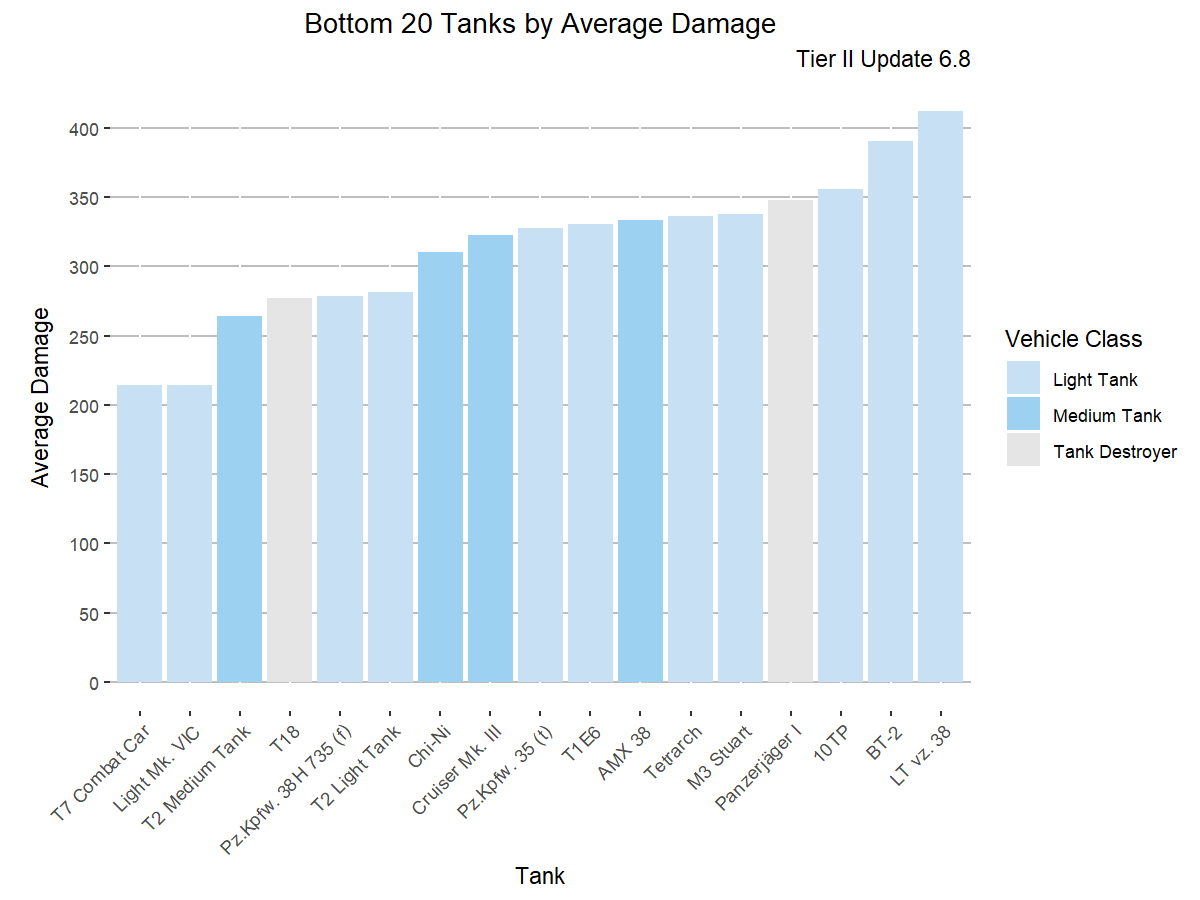 Bottom 20 Tanks by Average Damage
Tier II Update 6.8
400
350
300
250
200
150
100
50
0
Average Damage
T7 Combat Car
Light Mk. VIC
T2 Medium Tank
T18
Pz.Kpfw. 38 H 735 (f)
T2 Light Tank
Chi-Ni
Cruiser Mk. III
Pz.Kpfw. 35 (t)
T1E6
AMX 38
Tetrarch
M3 Stuart
Panzerjäger I
10TP
BT-2
LT vz. 38
Tank
Vehicle Class
Light Tank
Medium Tank
Tank Destroyer